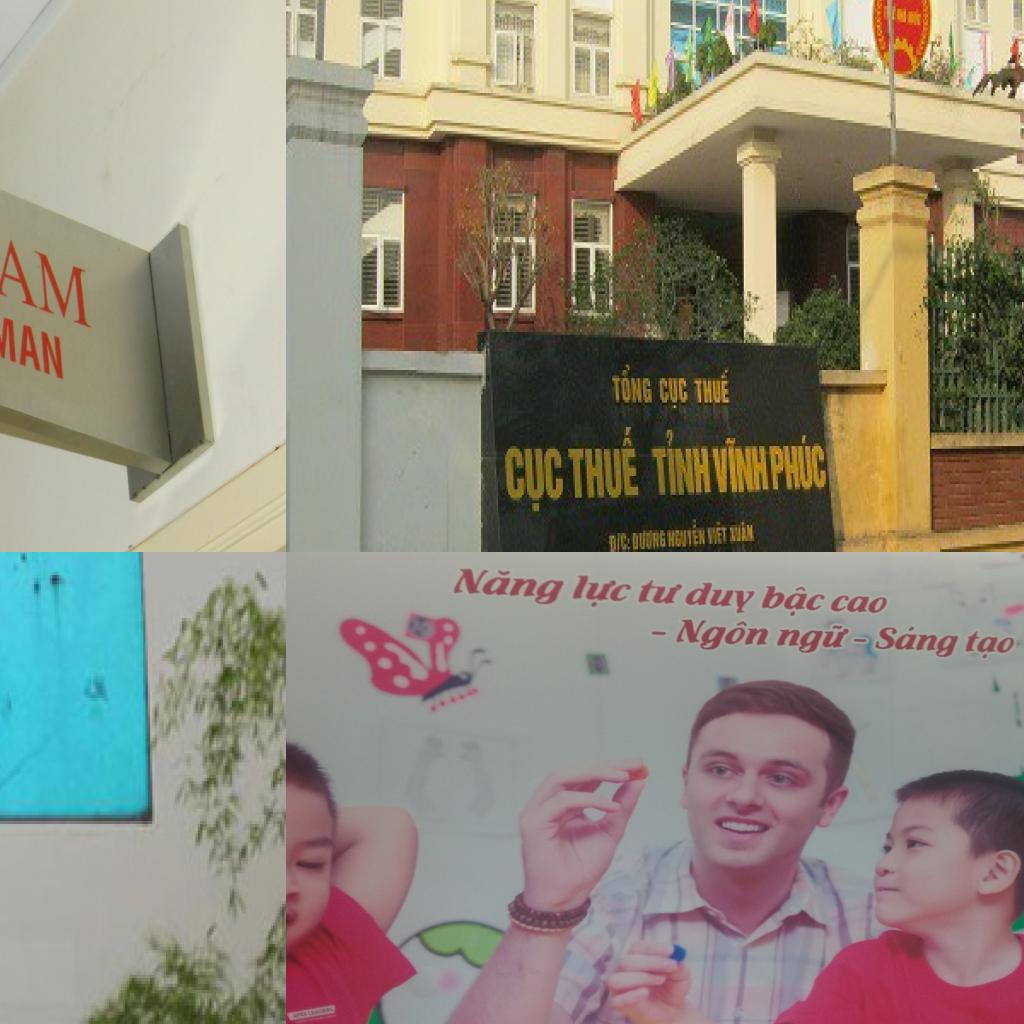 AM
MAN
TỔNG CỤC THUẾ
CỤC THUẾ TỈNH VĨNH PHÚC
Đ/C: ĐƯỜNG NGUYỄN VIẾT XUÂN
Năng lực tư duy bậc cao
- Ngôn ngữ - Sáng tạo